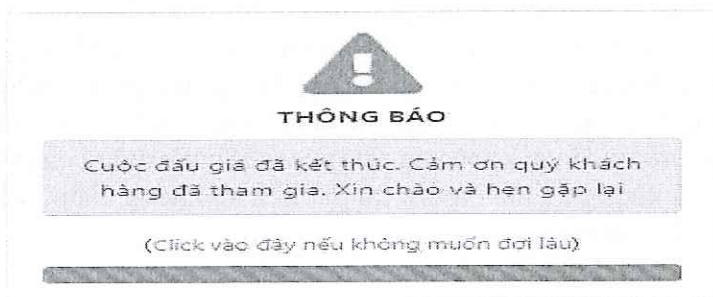 THÔNG BÁO
Cuộc đấu giá đã kết thúc. Cảm ơn quý khách
hàng đã tham gia. Xin chào và hẹn gặp lại
(Click vào đây nếu không muốn đợi lâu)